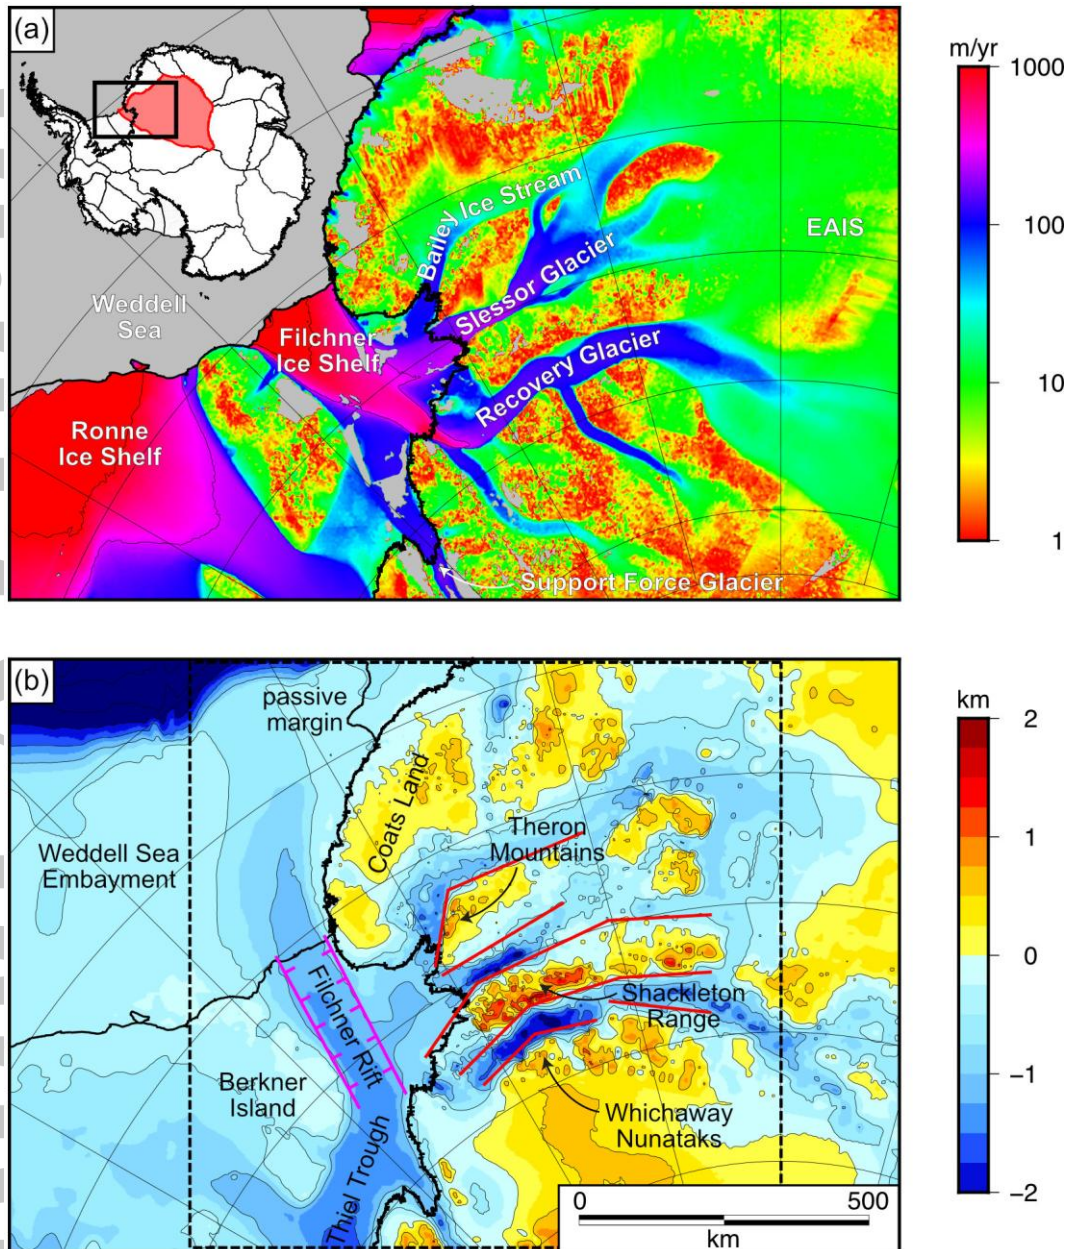 (a)
m/yr
1000
100
10
1
Weddell
Sea
Filchner
Ice Shelf
Ronne
Ice Shelf
Bailey Ice Stream
Slessor Glacier
Recovery Glacier
EAIS
Support Force Glacier
(b)
km
2
1
0
−1
−2
passive
margin
Coats Land
Weddell Sea
Embayment
Theron
Mountains
Filchner Rift
Shackleton
Range
Berkner
Island
Whichaway
Nunataks
Thiel Trough
0
500
km